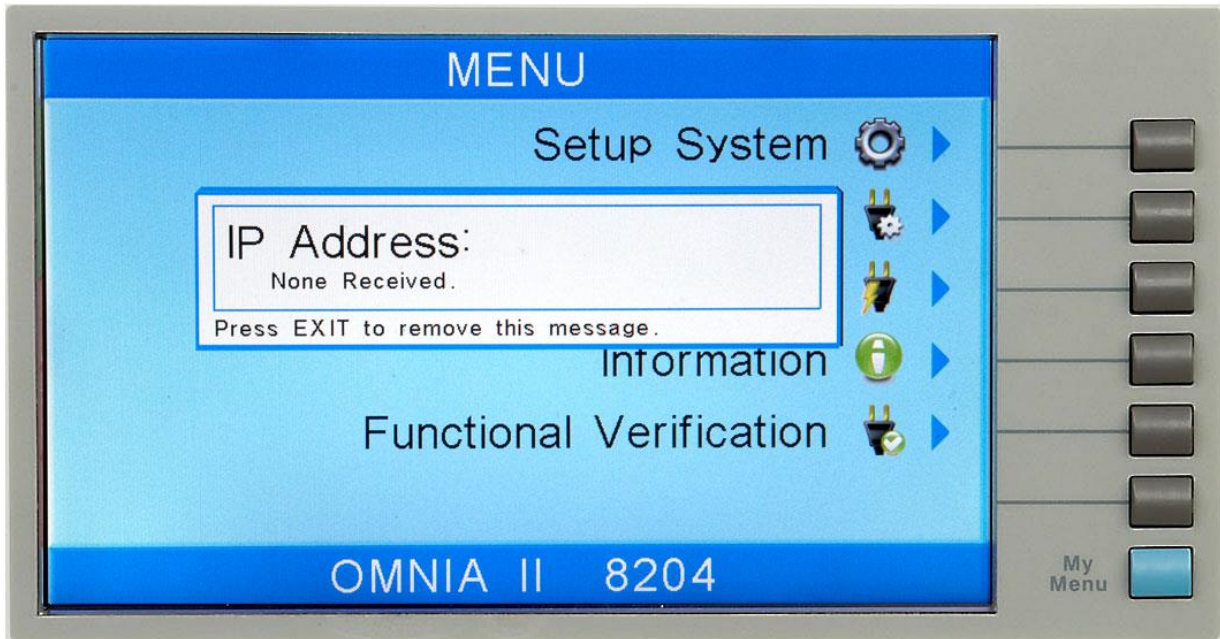 MENU
Setup System
IP Address:
None Received.
Press EXIT to remove this message.
Information
Functional Verification
OMNIA II 8204
My
Menu